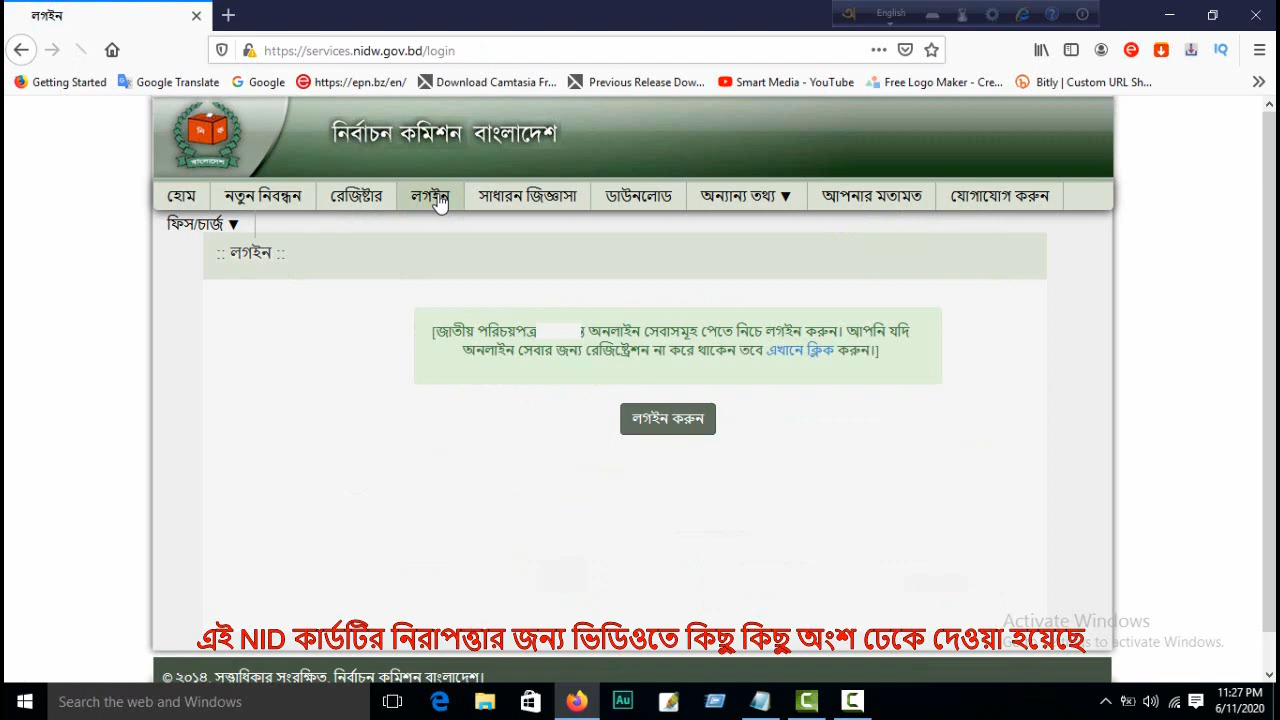 লগইন
English
https://services.nidw.gov.bd/login
Getting Started Google Translate Google https://epn.bz/en/ Download Camtasia Fr... Previous Release Dow... Smart Media - YouTube Free Logo Maker - Cre... Bitly | Custom URL Sh...
নির্বাচন কমিশন বাংলাদেশ
হোম নতুন নিবন্ধন রেজিষ্টার লগইন সাধারন জিজ্ঞাসা ডাউনলোড অন্যান্য তথ্য ▼ আপনার মতামত যোগাযোগ করুন
ফিস/চার্জ ▼
:: লগইন ::
[জাতীয় পরিচয়পত্র অনলাইন সেবাসমূহ পেতে নিচে লগইন করুন। আপনি যদি
অনলাইন সেবার জন্য রেজিষ্ট্রেশন না করে থাকেন তবে এখানে ক্লিক করুন।]
লগইন করুন
Activate Windows
to activate Windows.
এই NID কার্ডটির নিরাপত্তার জন্য ভিডিওতে কিছু কিছু অংশ ঢেকে দেওয়া হয়েছে
© ২০১৪, সত্তাধিকার সংরক্ষিত, নির্বাচন কমিশন বাংলাদেশ।
Search the web and Windows
11:27 PM
6/11/2020